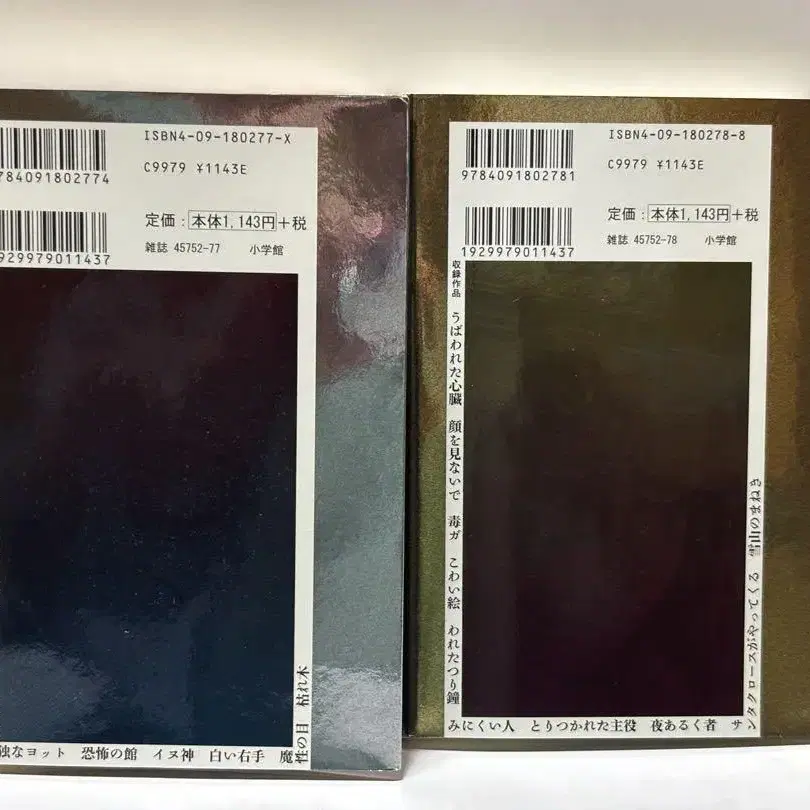 ISBN4-09-180277-X
C9979 ¥1143E
784091802774
定価：本体1,143円＋税
雑誌 45752-77 小学館
929979011437
独なヨット 恐怖の館 イヌ神 白い右手 魔性の目 枯れ木
ISBN4-09-180278-8
C9979 ¥1143E
9784091802781
定価：本体1,143円＋税
雑誌 45752-78 小学館
1929979011437
収録作品
うばわれた心臓 顔を見ないで 毒ガ こわい絵 われたつり鐘
みにくい人 とりつかれた主役 夜あるく者 サンタクロースがやってくる 雪山のまねき